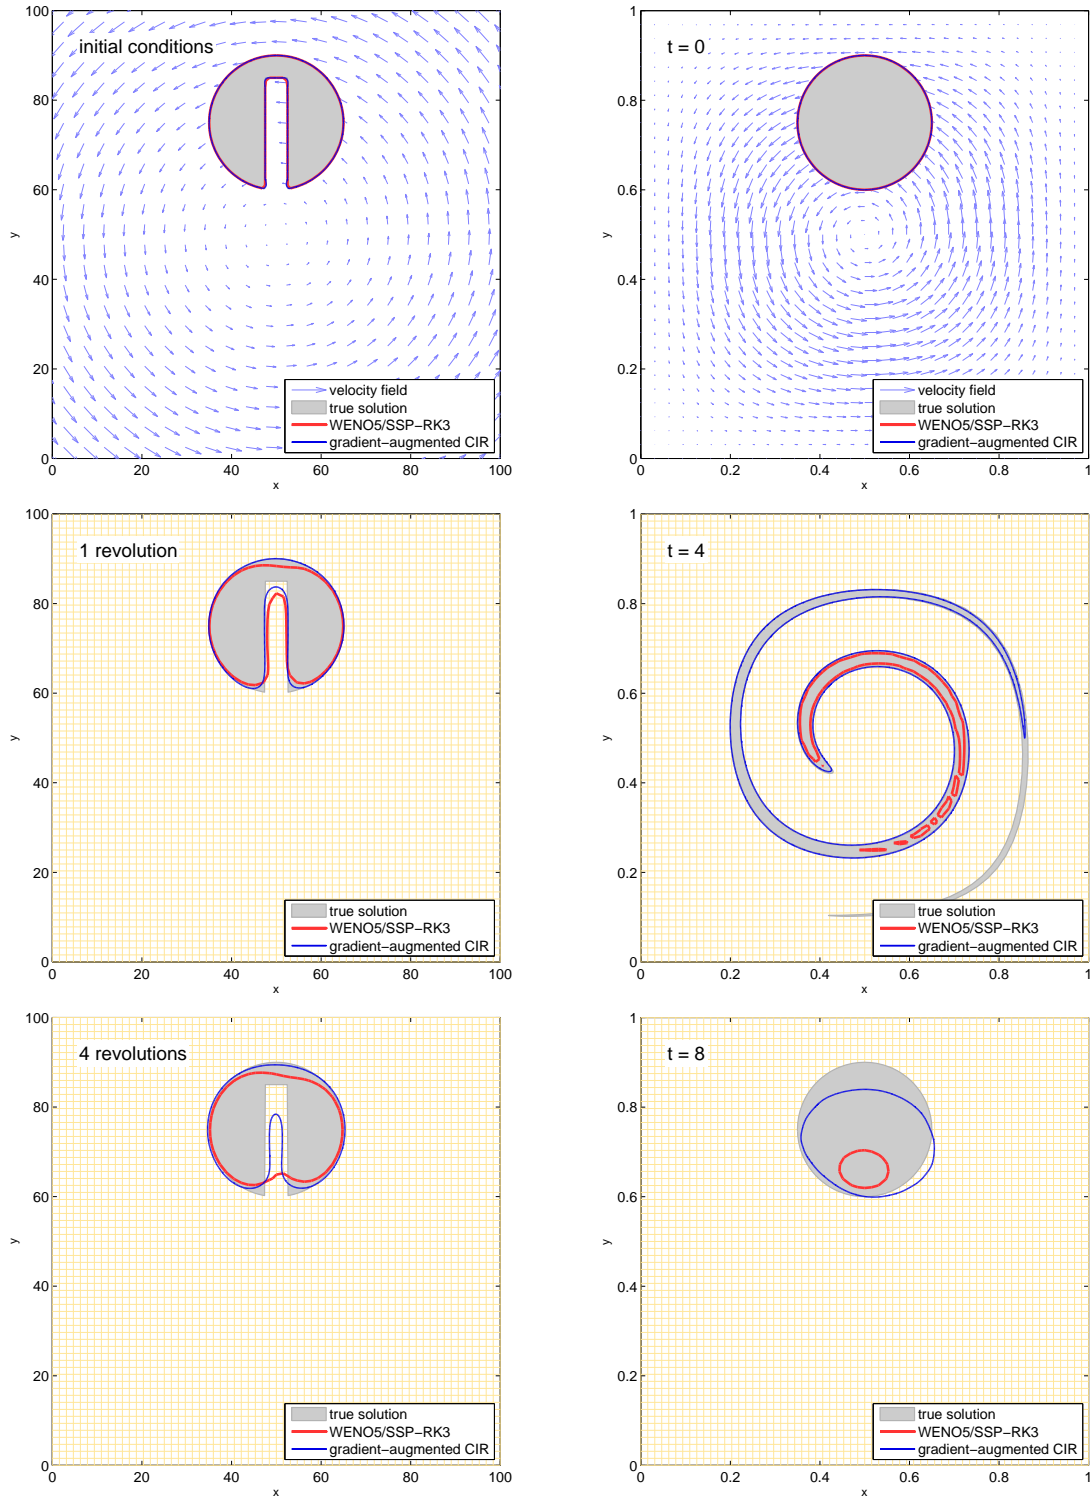 initial conditions
100
80
60
40
20
0
y
0 20 40 60 80 100
x
velocity field
true solution
WENO5/SSP−RK3
gradient−augmented CIR
t = 0
1
0.8
0.6
0.4
0.2
0
y
0 0.2 0.4 0.6 0.8 1
x
velocity field
true solution
WENO5/SSP−RK3
gradient−augmented CIR
1 revolution
100
80
60
40
20
0
y
0 20 40 60 80 100
x
true solution
WENO5/SSP−RK3
gradient−augmented CIR
t = 4
1
0.8
0.6
0.4
0.2
0
y
0 0.2 0.4 0.6 0.8 1
x
true solution
WENO5/SSP−RK3
gradient−augmented CIR
4 revolutions
100
80
60
40
20
0
y
0 20 40 60 80 100
x
true solution
WENO5/SSP−RK3
gradient−augmented CIR
t = 8
1
0.8
0.6
0.4
0.2
0
y
0 0.2 0.4 0.6 0.8 1
x
true solution
WENO5/SSP−RK3
gradient−augmented CIR